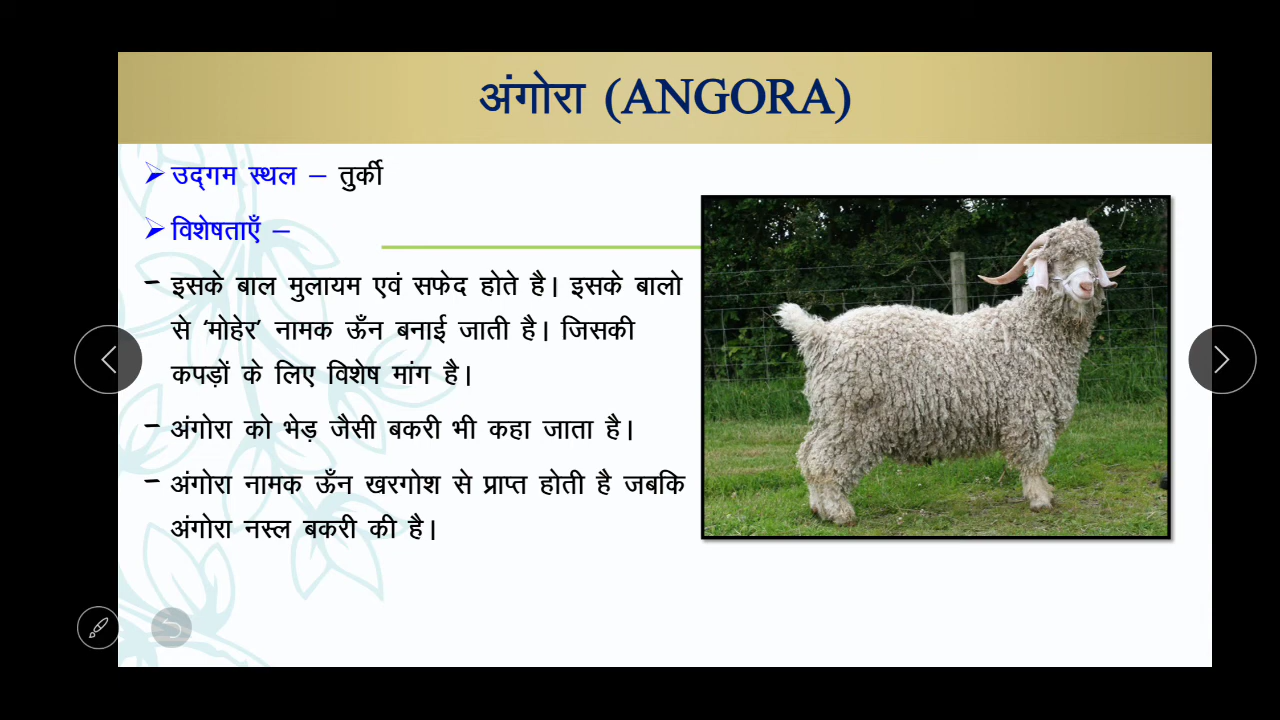 अंगोरा (ANGORA)
उद्गम स्थल – तुर्की
विशेषताएँ –
- इसके बाल मुलायम एवं सफेद होते है। इसके बालो
से ‘मोहेर’ नामक ऊँन बनाई जाती है। जिसकी
कपड़ों के लिए विशेष मांग है।
- अंगोरा को भेड़ जैसी बकरी भी कहा जाता है।
- अंगोरा नामक ऊँन खरगोश से प्राप्त होती है जबकि
अंगोरा नस्ल बकरी की है।